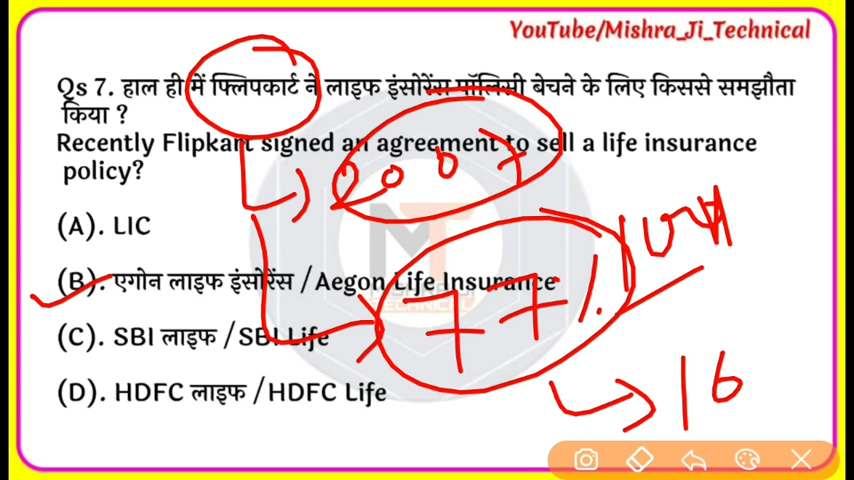 YouTube/Mishra_Ji_Technical
Qs 7. हाल ही में फ्लिपकार्ट ने लाइफ इंसोरेंस पॉलिसी बेचने के लिए किससे समझौता
किया ?
Recently Flipkart signed an agreement to sell a life insurance
policy?
2007
(A). LIC
(B). एगोन लाइफ इंसोरेंस /Aegon Life Insurance
77%
(C). SBI लाइफ /SBI Life
16
(D). HDFC लाइफ /HDFC Life